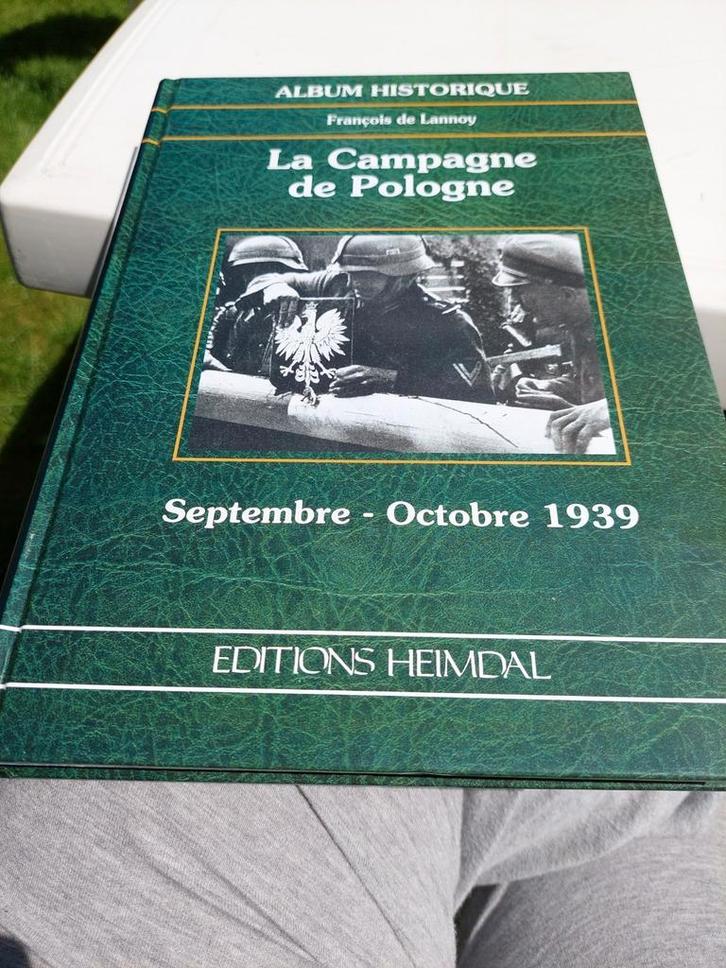 ALBUM HISTORIQUE
François de Lannoy
La Campagne
de Pologne
Septembre - Octobre 1939
EDITIONS HEIMDAL